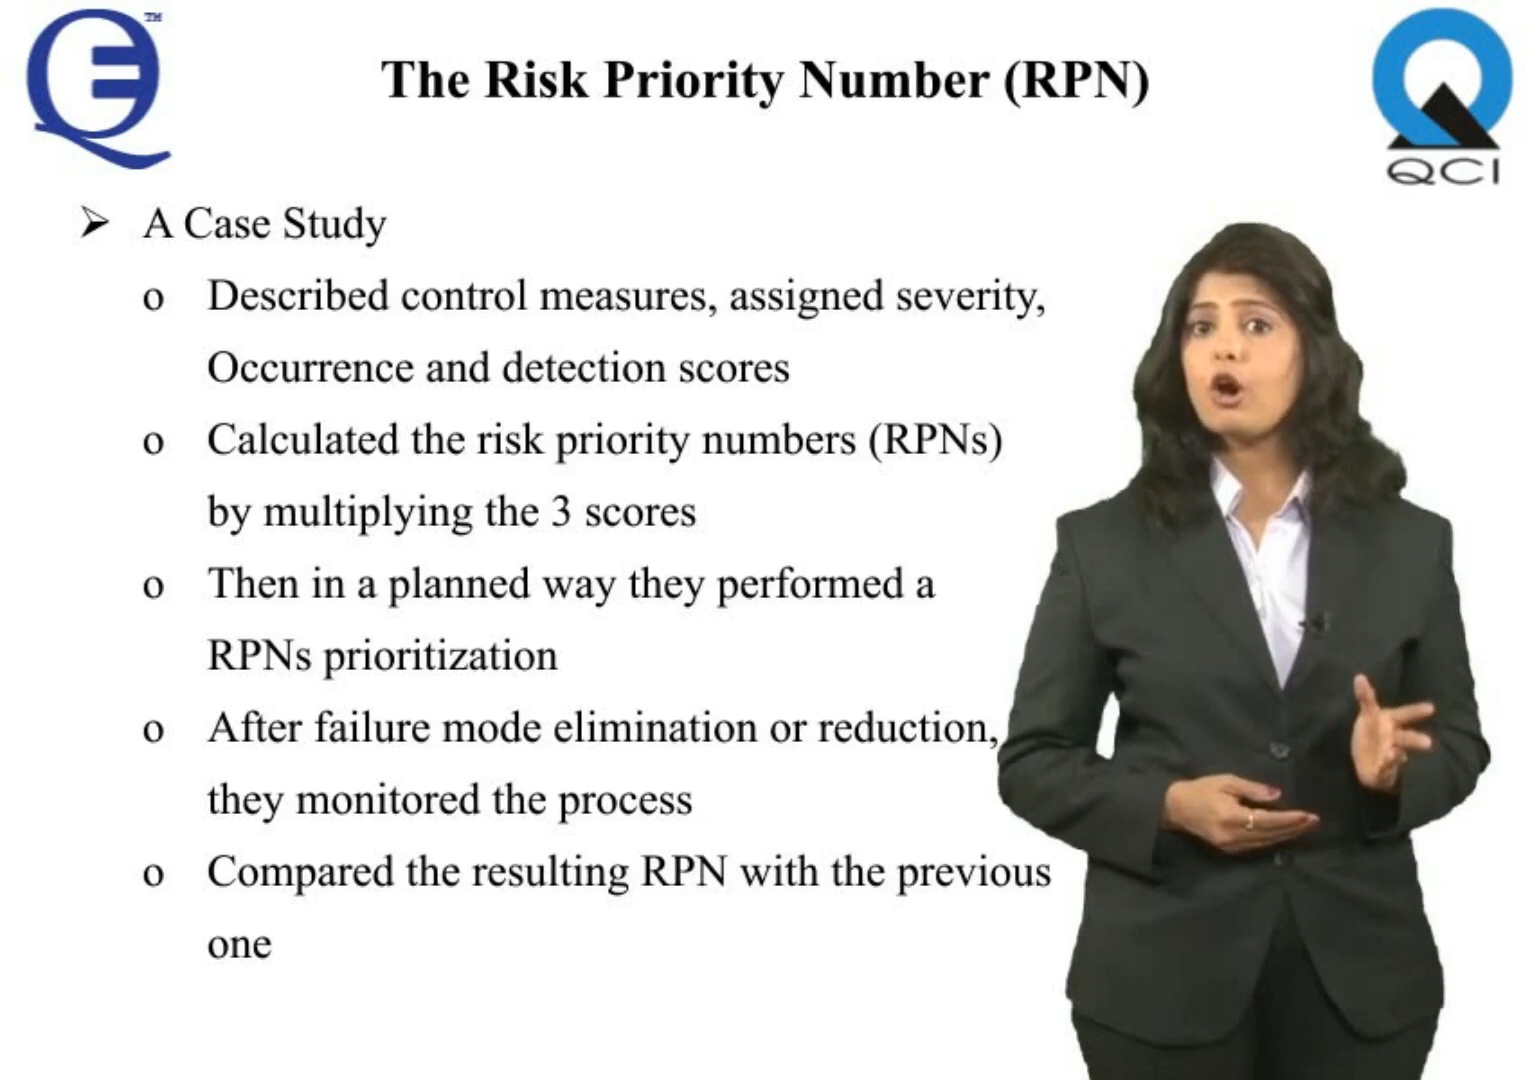 TM
The Risk Priority Number (RPN)
QCI
➢ A Case Study
o Described control measures, assigned severity,
Occurrence and detection scores
o Calculated the risk priority numbers (RPNs)
by multiplying the 3 scores
o Then in a planned way they performed a
RPNs prioritization
o After failure mode elimination or reduction,
they monitored the process
o Compared the resulting RPN with the previous
one